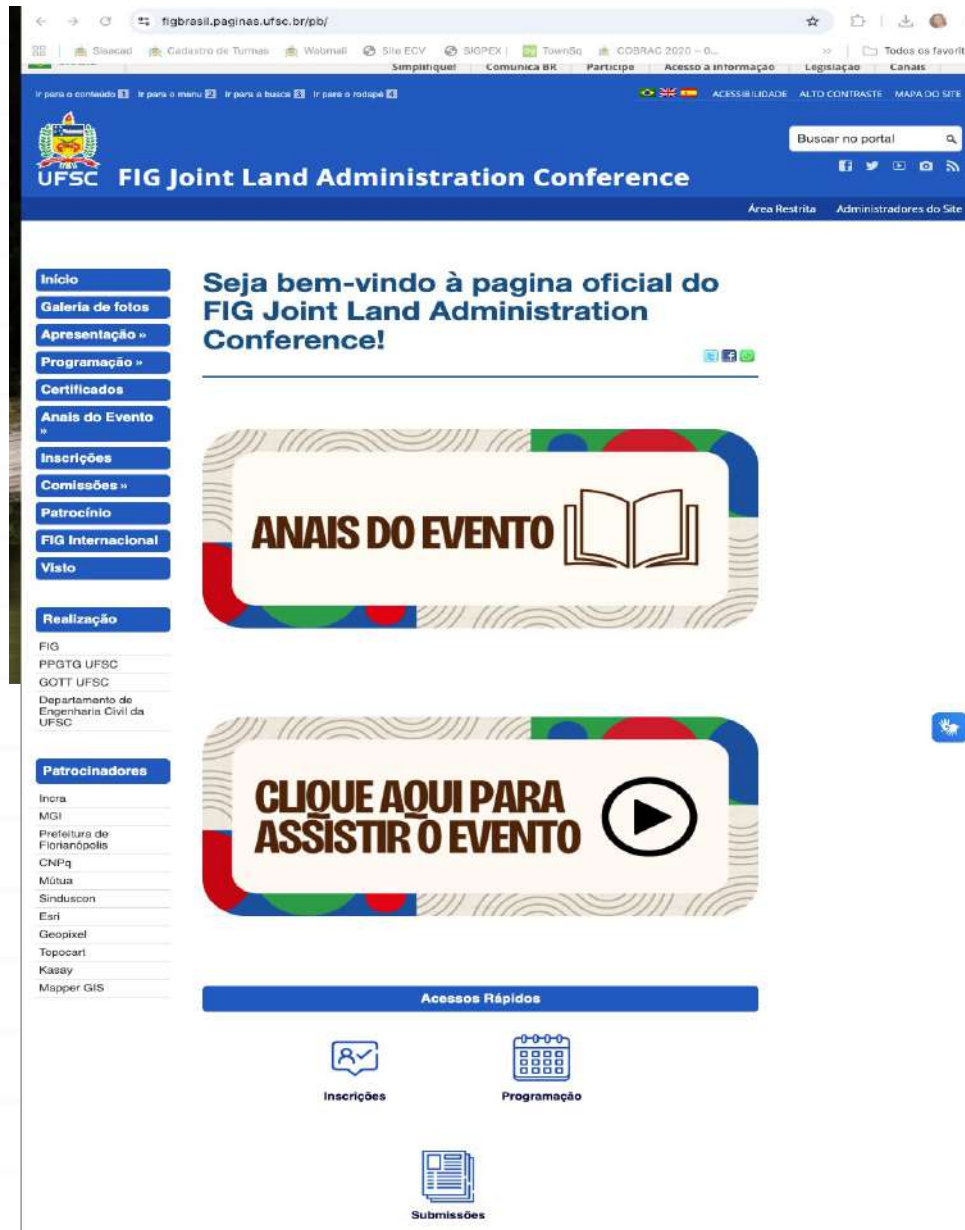 figbrasil.paginas.ufsc.br/pb/
Sisacad Cadastro de Turmas Webmail Site ECV SIGPEX | TownSq COBRAC 2020 – 0... » Todos os favorit
Simplifique! Comunica BR Participe Acesso à informação Legislação Canais
Ir para o conteúdo 1 Ir para o menu 2 Ir para a busca 3 Ir para o rodapé 4
ACESSIBILIDADE ALTO CONTRASTE MAPA DO SITE
Buscar no portal
UFSC FIG Joint Land Administration Conference
Área Restrita Administradores do Site
Início
Galeria de fotos
Apresentação »
Programação »
Certificados
Anais do Evento
»
Inscrições
Comissões »
Patrocínio
FIG Internacional
Visto
Realização
FIG
PPGTG UFSC
GOTT UFSC
Departamento de
Engenharia Civil da
UFSC
Patrocinadores
Incra
MGI
Prefeitura de
Florianópolis
CNPq
Mútua
Sinduscon
Esri
Geopixel
Topocart
Kasay
Mapper GIS
Seja bem-vindo à pagina oficial do
FIG Joint Land Administration
Conference!
ANAIS DO EVENTO
CLIQUE AQUI PARA
ASSISTIR O EVENTO
Acessos Rápidos
Inscrições
Programação
Submissões